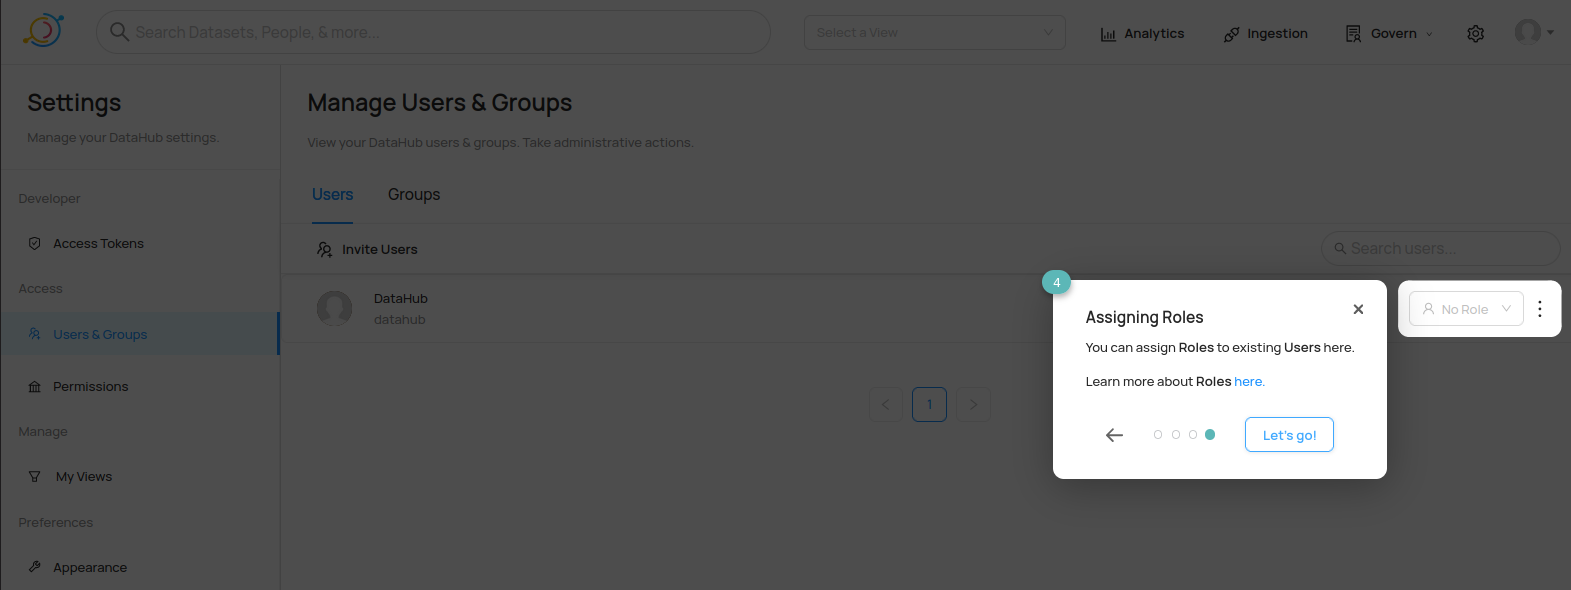 Search Datasets, People, & more...
Select a View
Analytics
Ingestion
Govern
Settings
Manage your DataHub settings.
Developer
Access Tokens
Access
Users & Groups
Permissions
Manage
My Views
Preferences
Appearance
Manage Users & Groups
View your DataHub users & groups. Take administrative actions.
Users
Groups
Invite Users
Search users...
DataHub
datahub
No Role
1
4
Assigning Roles
You can assign Roles to existing Users here.
Learn more about Roles here.
Let's go!